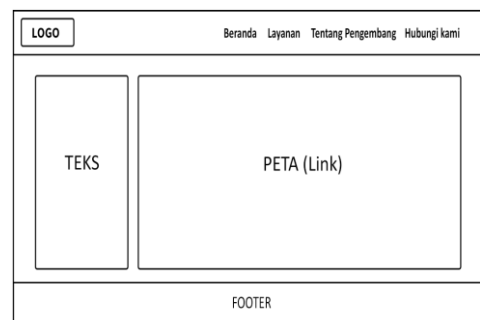 LOGO
Beranda Layanan Tentang Pengembang Hubungi kami
TEKS
PETA (Link)
FOOTER